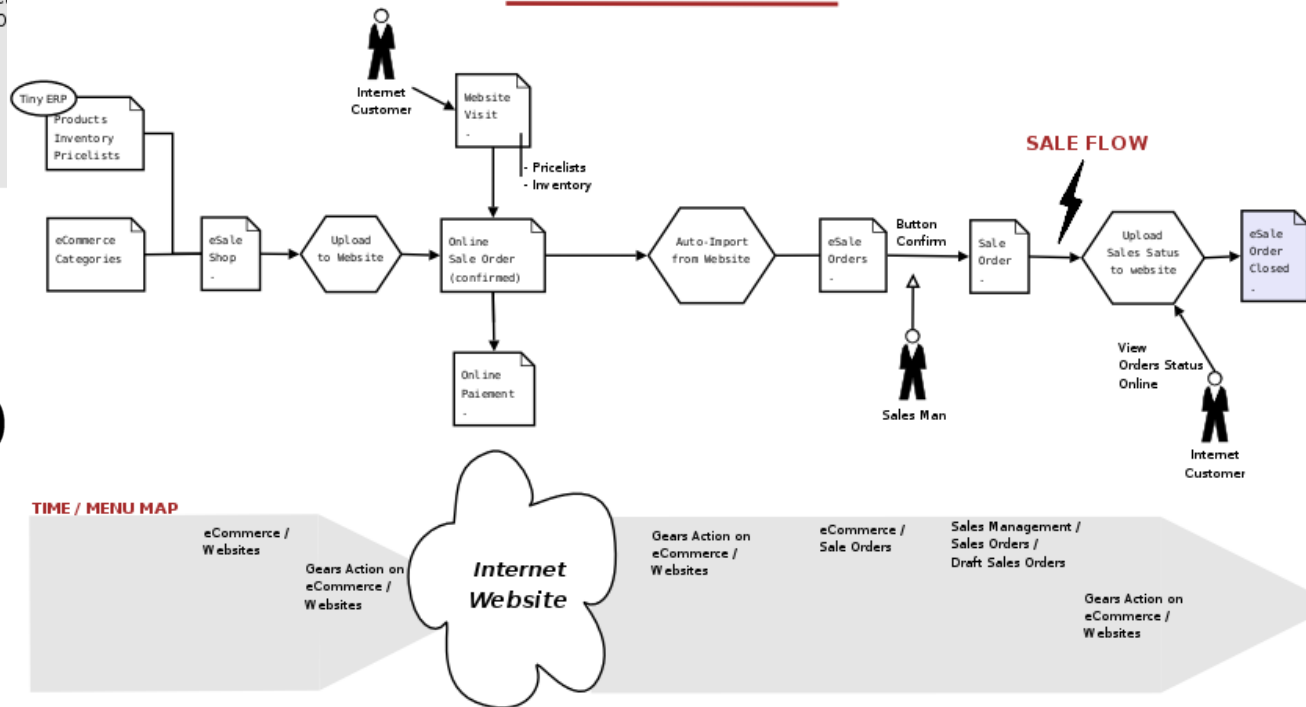 Internet
Customer
Tiny ERP
Products
Inventory
Pricelists
Website
Visit
-
- Pricelists
- Inventory
SALE FLOW
eCommerce
Categories
eSale
Shop
-
Upload
to Website
Online
Sale Order
(confirmed)
Auto-Import
from Website
eSale
Orders
-
Button
Confirm
Sale
Order
-
Upload
Sales Satus
to website
eSale
Order
Closed
-
Online
Paiement
-
Sales Man
View
Orders Status
Online
Internet
Customer
TIME / MENU MAP
eCommerce /
Websites
Gears Action on
eCommerce /
Websites
Internet
Website
Gears Action on
eCommerce /
Websites
eCommerce /
Sale Orders
Sales Management /
Sales Orders /
Draft Sales Orders
Gears Action on
eCommerce /
Websites